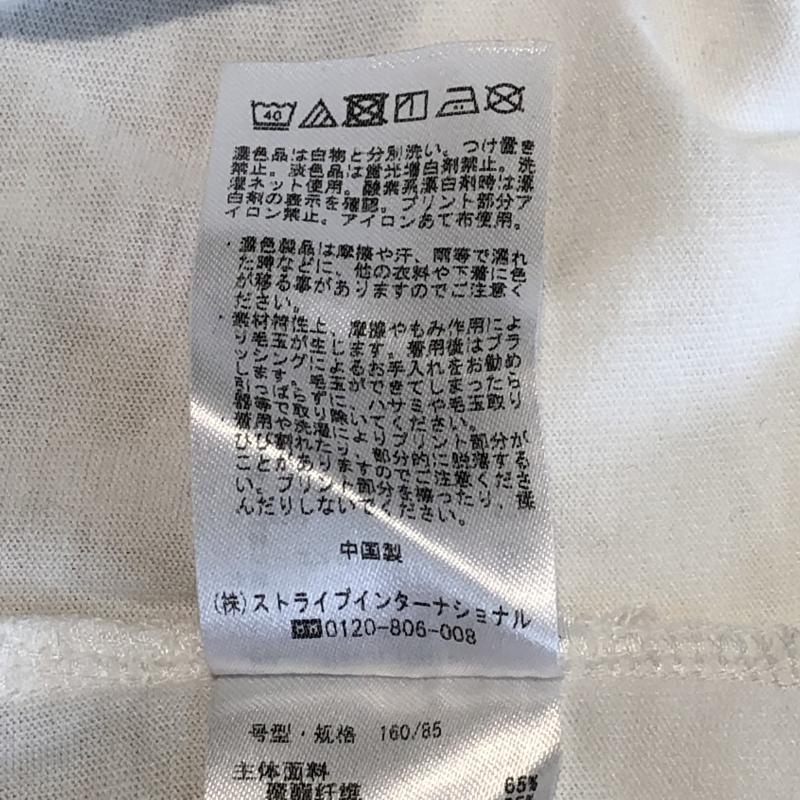 40
濃色品は白物と分別洗い。つけ置き
禁止。淡色品は蛍光増白剤禁止。洗
濯ネット使用。酸素系漂白剤時は漂
白剤の表示を確認。プリント部分ア
イロン禁止。アイロンあて布使用。
・濃色製品は摩擦や汗、雨等で濡れ
た時などに、他の衣料や下着に色
が移る事がありますのでご注意く
ださい。
・素材特性上、摩擦やもみ作用によ
り毛玉が生じます。着用後はブラ
ッシングによるお手入れをお勧め
します。毛玉ができてしまったら
引っぱらずに、ハサミや毛玉取り
器等で取り除いてください。
着用や洗濯によりプリント部分が
ひび割れたり、部分的に脱落する
ことがありますのでご注意くださ
い。プリント部分を擦ったり、揉
んだりしないでください。
中国製
(株)ストライプインターナショナル
0120-806-008
号型・规格 160/85
主体面料
聚酯纤维 65%